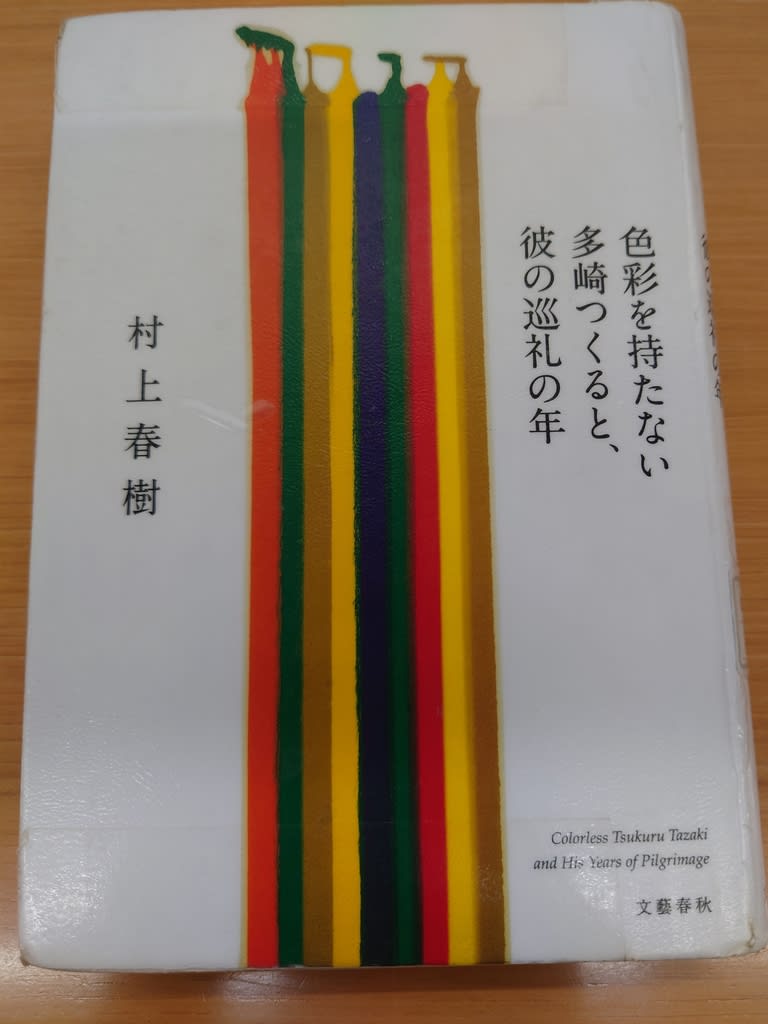 色彩を持たない
多崎つくると、
彼の巡礼の年
村上春樹
Colorless Tsukuru Tazaki
and His Years of Pilgrimage
文藝春秋